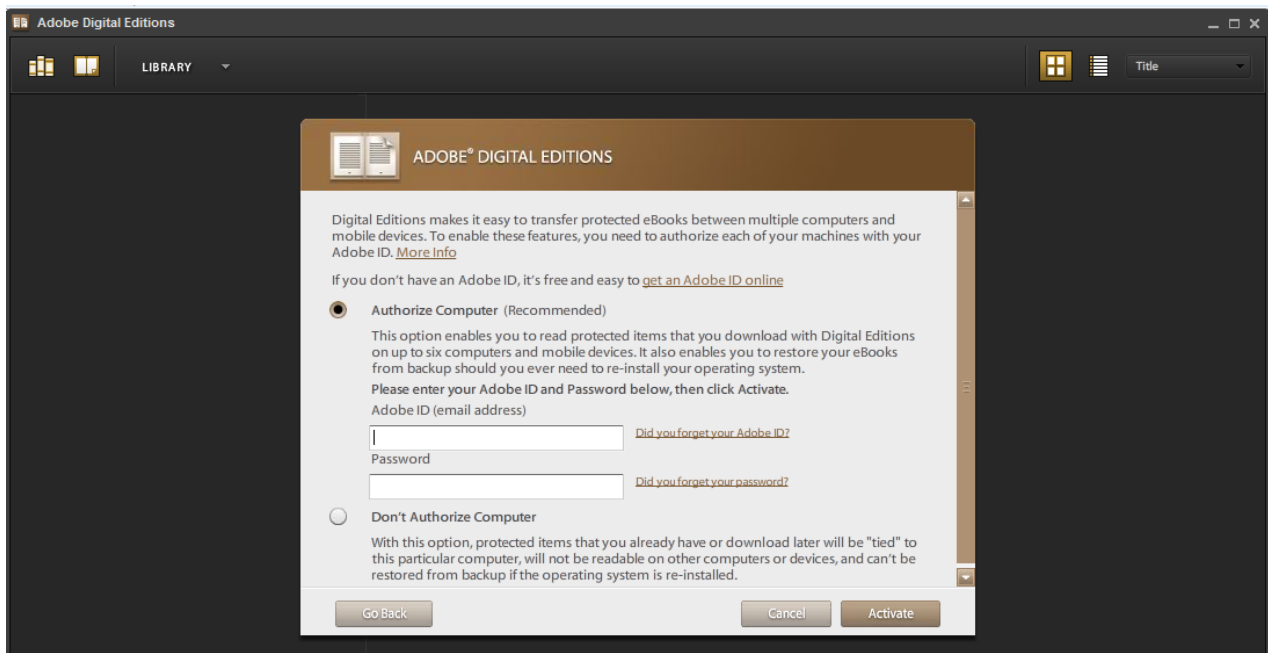 Adobe Digital Editions
LIBRARY
Title
ADOBE® DIGITAL EDITIONS
Digital Editions makes it easy to transfer protected eBooks between multiple computers and
mobile devices. To enable these features, you need to authorize each of your machines with your
Adobe ID. More Info
If you don't have an Adobe ID, it's free and easy to get an Adobe ID online
Authorize Computer (Recommended)
This option enables you to read protected items that you download with Digital Editions
on up to six computers and mobile devices. It also enables you to restore your eBooks
from backup should you ever need to re-install your operating system.
Please enter your Adobe ID and Password below, then click Activate.
Adobe ID (email address)
Did you forget your Adobe ID?
Password
Did you forget your password?
Don't Authorize Computer
With this option, protected items that you already have or download later will be "tied" to
this particular computer, will not be readable on other computers or devices, and can't be
restored from backup if the operating system is re-installed.
Go Back
Cancel
Activate